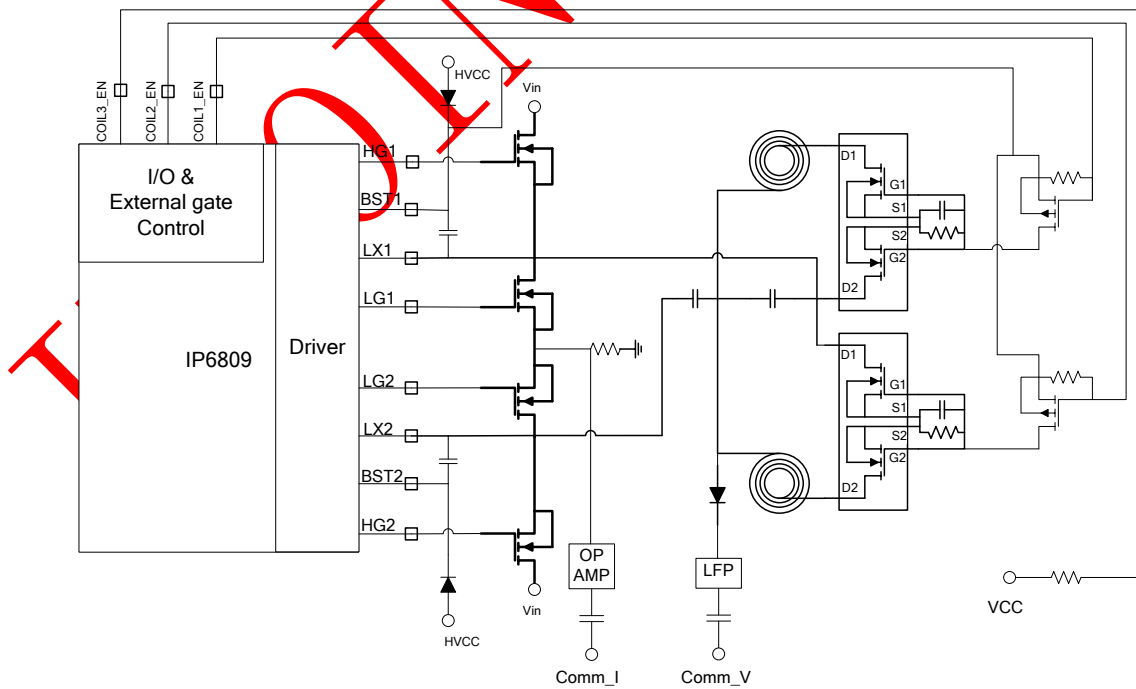 COIL3_EN
COIL2_EN
COIL1_EN
HVCC
Vin
I/O &
External gate
Control
HG1
BST1
LX1
LG1
IP6809
Driver
LG2
LX2
BST2
HG2
D1
G1
S1
S2
G2
D2
D1
G1
S1
S2
G2
D2
OP
AMP
LFP
Vin
HVCC
VCC
Comm_I
Comm_V